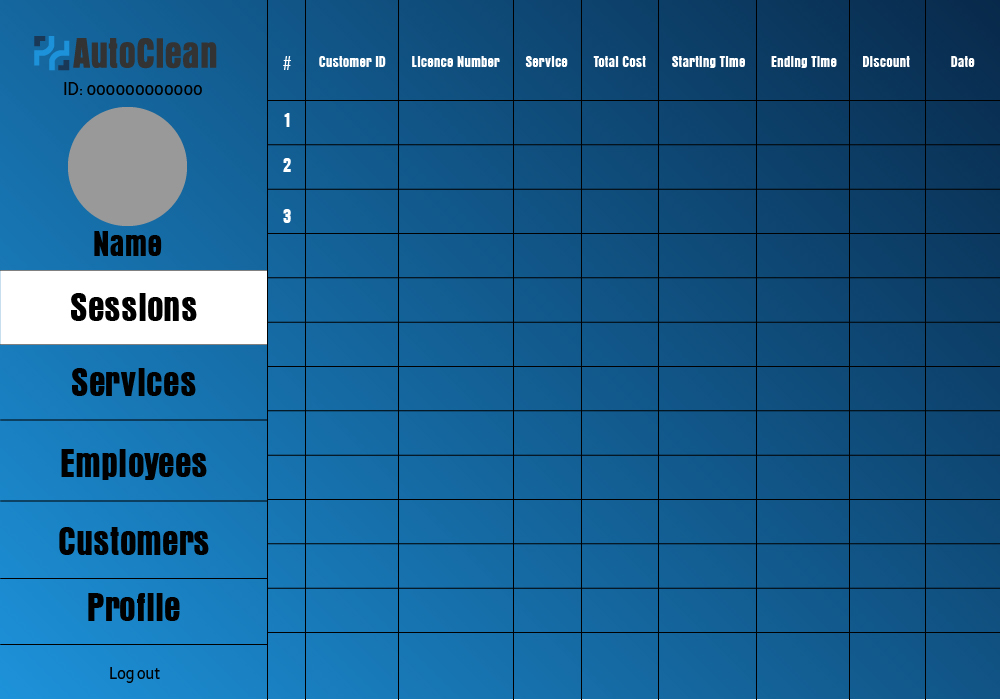 AutoClean
ID: oooooooooooo
Name
Sessions
Services
Employees
Customers
Profile
Log out
# Customer ID Licence Number Service Total Cost Starting Time Ending Time Discount Date
1
2
3